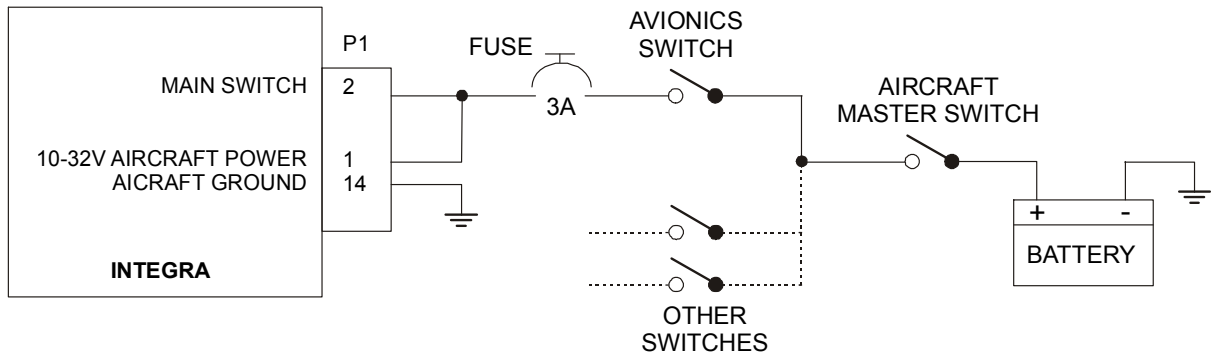 P1
MAIN SWITCH
2
10-32V AIRCRAFT POWER
1
AICRAFT GROUND
14
INTEGRA
FUSE
3A
AVIONICS
SWITCH
AIRCRAFT
MASTER SWITCH
+ -
BATTERY
OTHER
SWITCHES